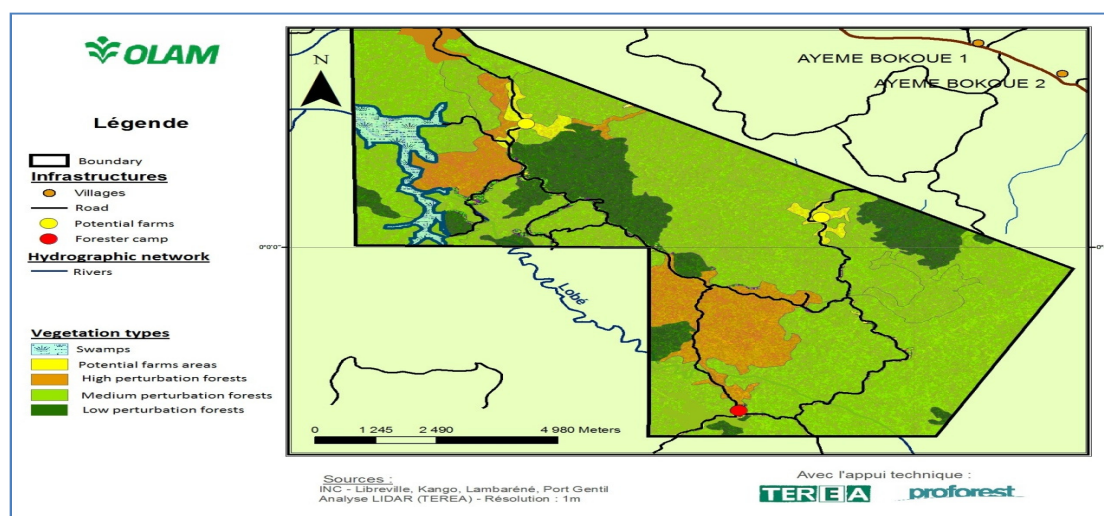 OLAM
Légende
Boundary
Infrastructures
Villages
Road
Potential farms
Forester camp
Hydrographic network
Rivers
Vegetation types
Swamps
Potential farms areas
High perturbation forests
Medium perturbation forests
Low perturbation forests
N
AYEME BOKOUE 1
AYEME BOKOUE 2
0°0'0"
Lobé
0 1 245 2 490 4 980 Meters
Sources :
INC - Libreville, Kango, Lambaréné, Port Gentil
Analyse LIDAR (TEREA) - Résolution : 1m
Avec l'appui technique :
TEREA proforest